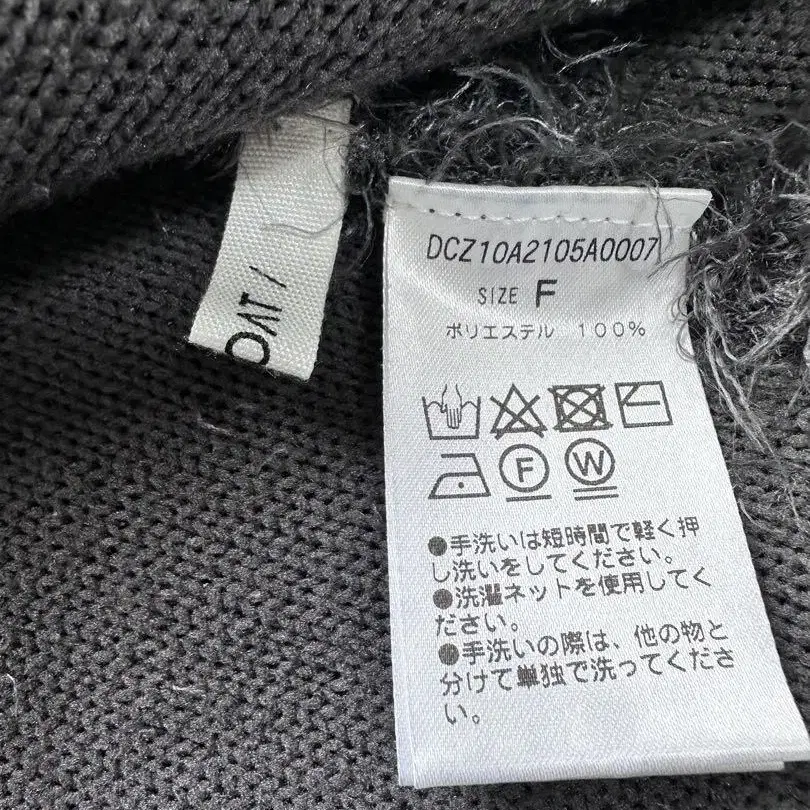 DCZ10A2105A0007
SIZE F
ポリエステル 100%
F W
●手洗いは短時間で軽く押
し洗いをしてください。
●洗濯ネットを使用してく
ださい。
●手洗いの際は、他の物と
分けて単独で洗ってくださ
い。